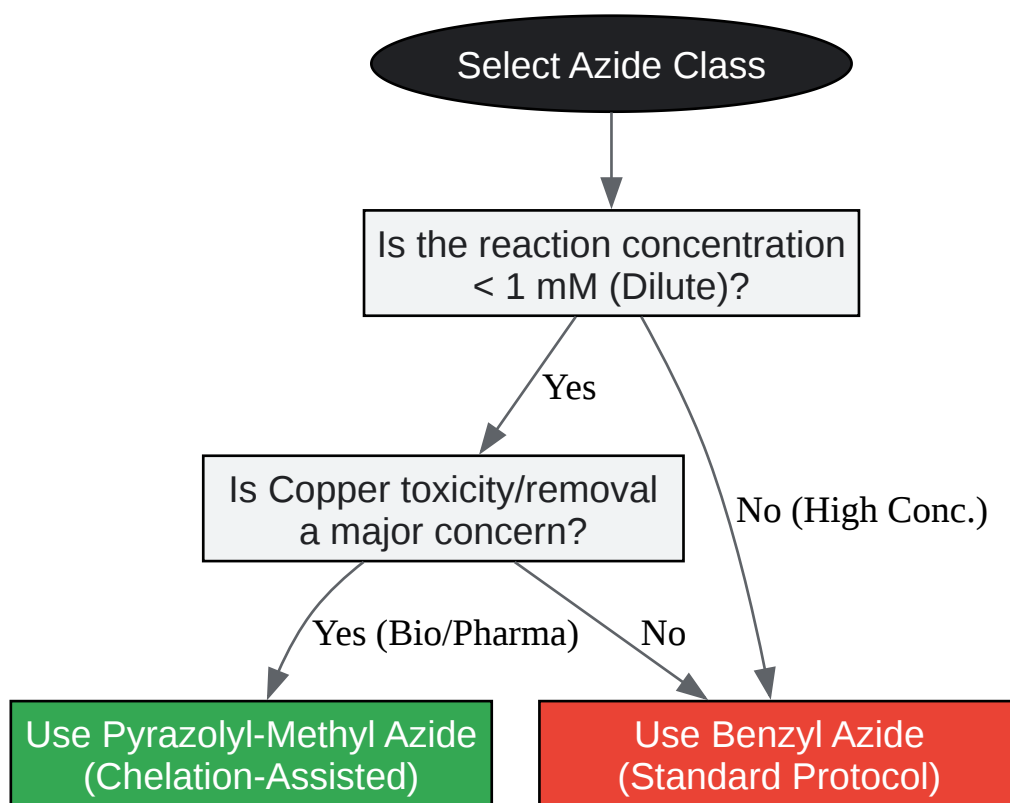 Select Azide Class
Is the reaction concentration
< 1 mM (Dilute)?
Yes
Is Copper toxicity/removal
a major concern?
No (High Conc.)
Yes (Bio/Pharma)
No
Use Pyrazolyl-Methyl Azide
(Chelation-Assisted)
Use Benzyl Azide
(Standard Protocol)